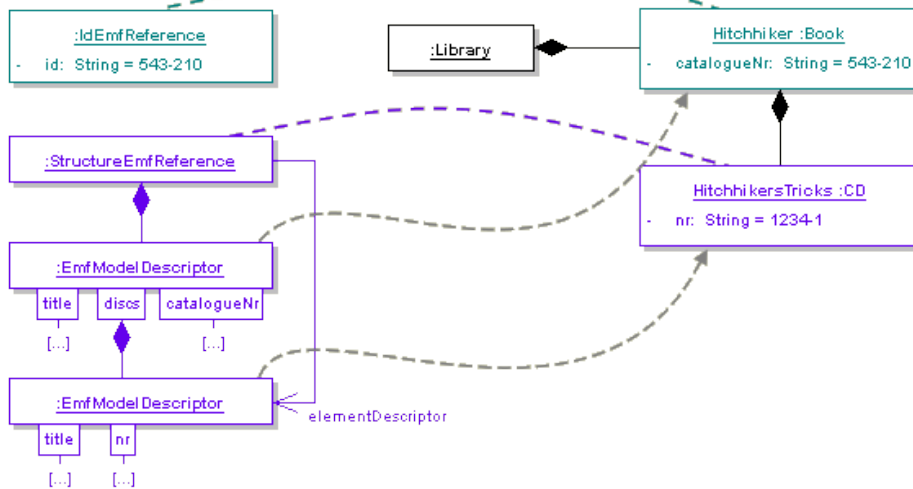 :IdEmfReference
- id: String = 543-210
:Library
Hitchhiker :Book
- catalogueNr: String = 543-210
:StructureEmfReference
HitchhikersTricks :CD
- nr: String = 1234-1
:EmfModelDescriptor
title discs catalogueNr
[...] [...]
:EmfModelDescriptor
elementDescriptor
title nr
[...] [...]